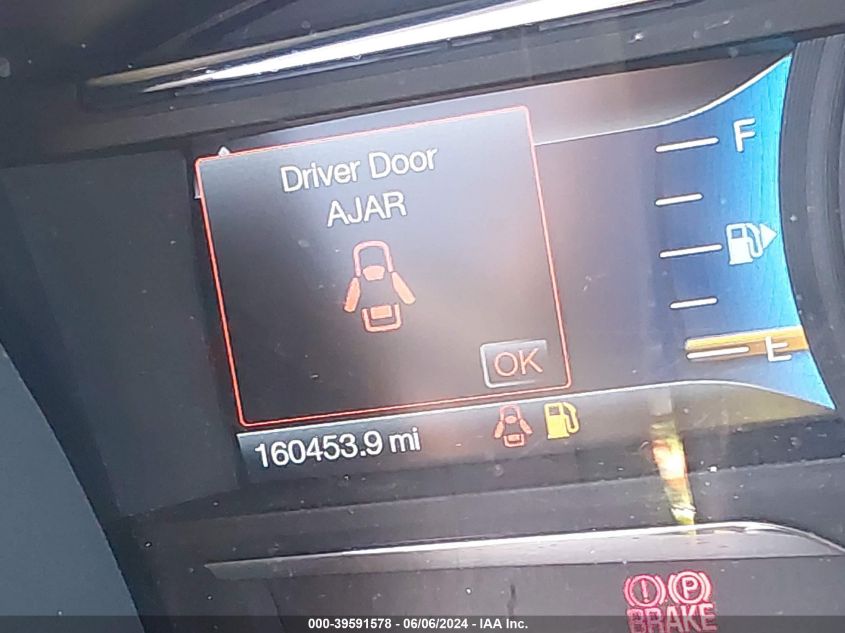 Driver Door
AJAR
OK
F
E
160453.9 mi
P
BRAKE
000-39591578 | 06/06/2024 - IAA Inc.